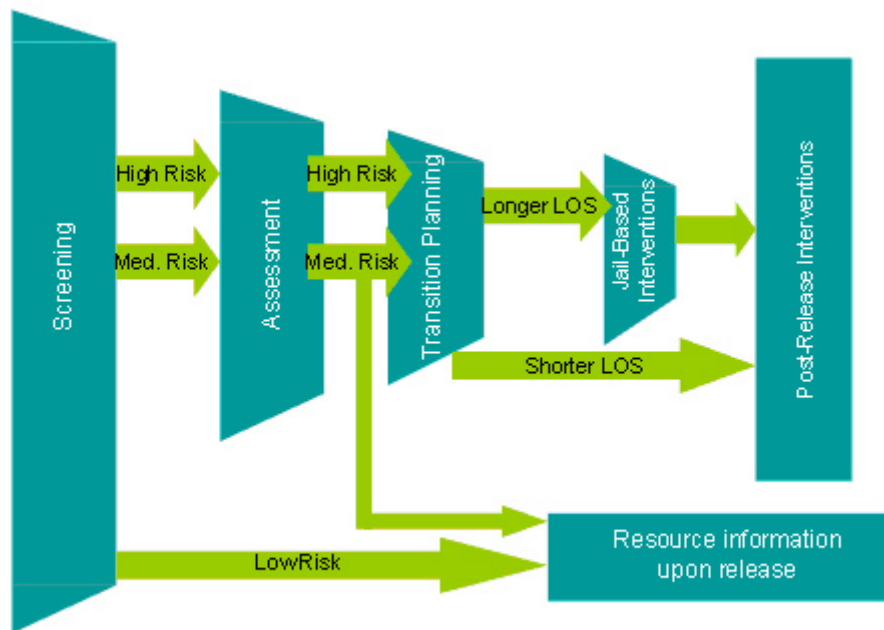 Screening
High Risk
Med. Risk
Assessment
High Risk
Med. Risk
Transition Planning
Longer LOS
Shorter LOS
Jail-Based
Interventions
Post-Release Interventions
LowRisk
Resource information
upon release